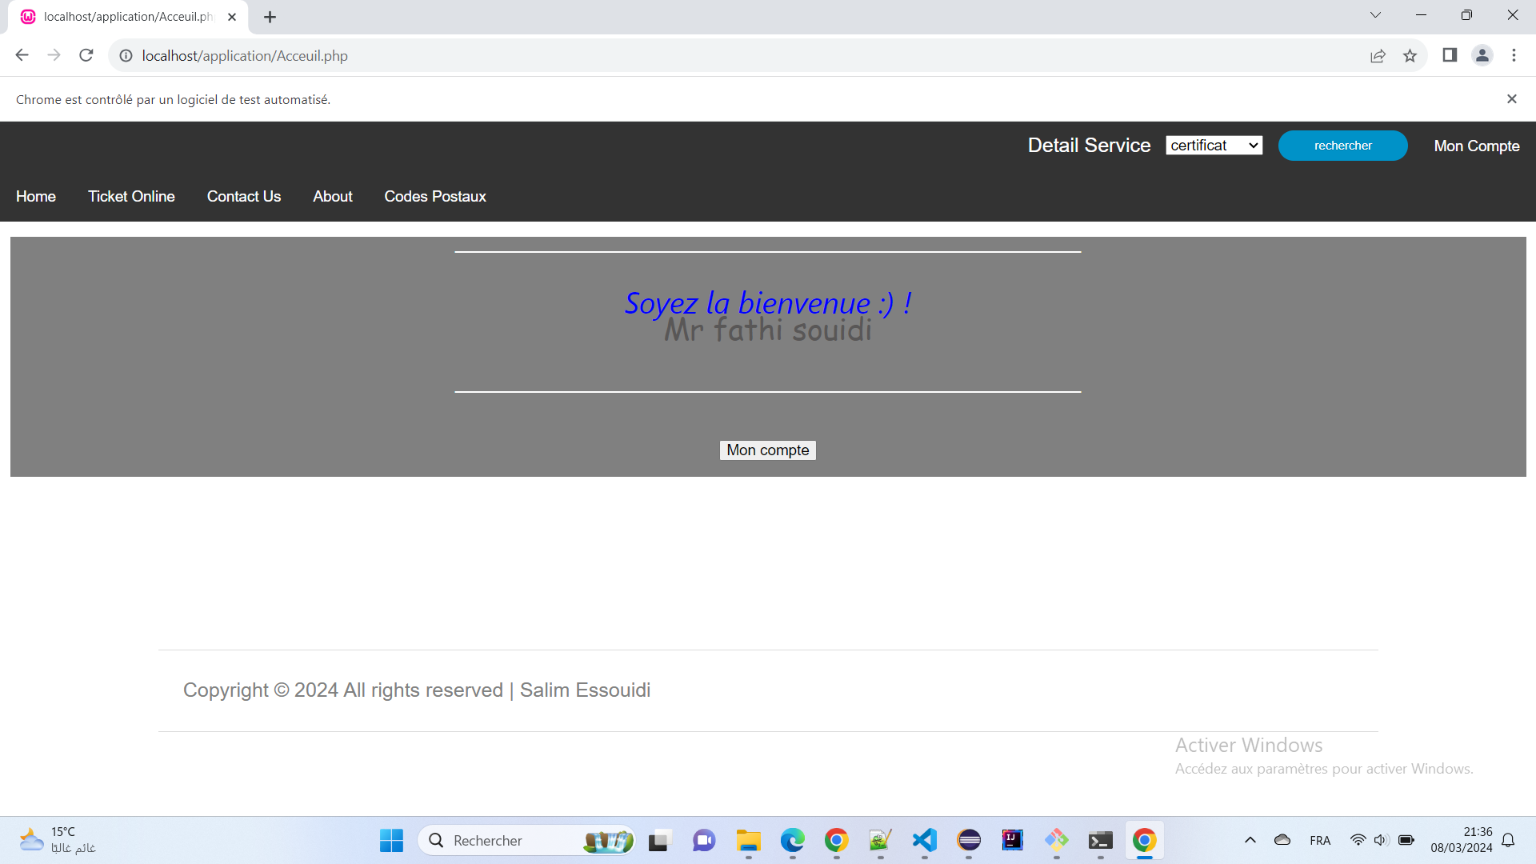 localhost/application/Acceuil.ph
localhost/application/Acceuil.php
Chrome est contrôlé par un logiciel de test automatisé.
Detail Service certificat rechercher Mon Compte
Home Ticket Online Contact Us About Codes Postaux
Soyez la bienvenue :) !
Mr fathi souidi
Mon compte
Copyright © 2024 All rights reserved | Salim Essouidi
Activer Windows
Accédez aux paramètres pour activer Windows.
15°C
غائم غالبًا
Rechercher
FRA
21:36
08/03/2024